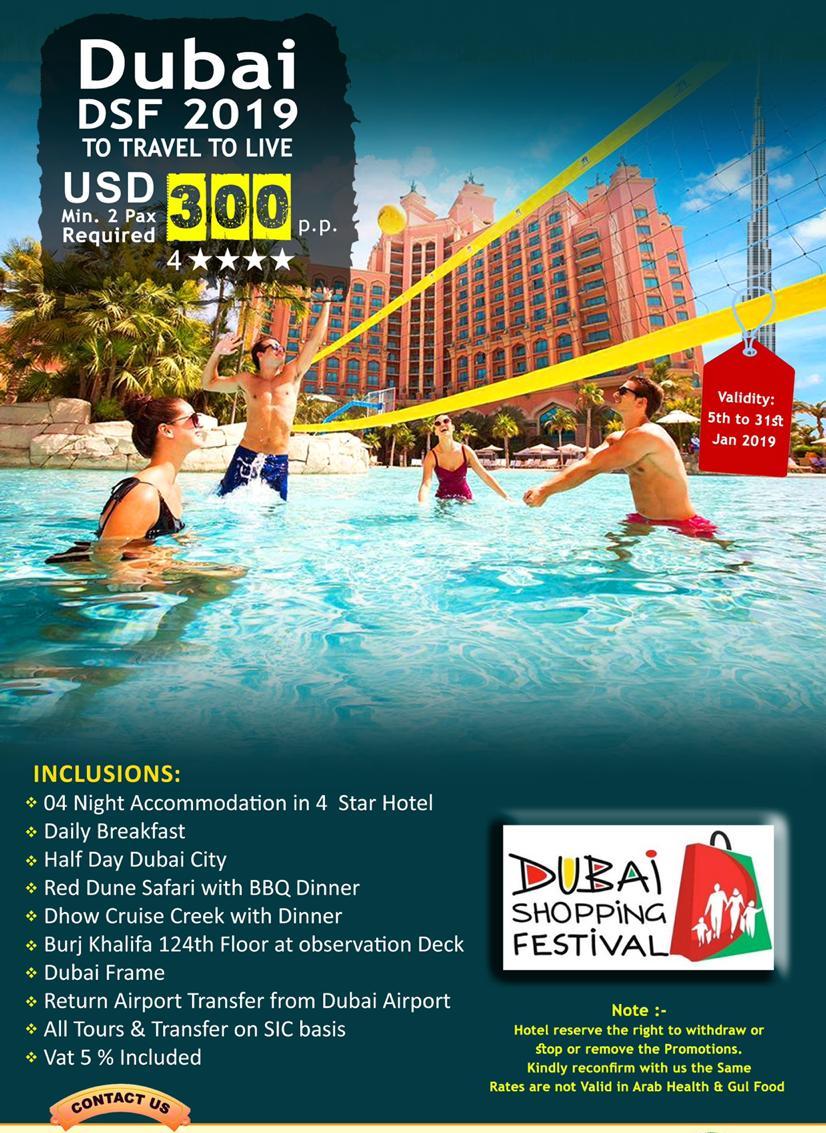 Dubai
DSF 2019
TO TRAVEL TO LIVE
USD 300 p.p.
Min. 2 Pax
Required
4 ★★★★
Validity:
5th to 31st
Jan 2019
INCLUSIONS:
❖ 04 Night Accommodation in 4 Star Hotel
❖ Daily Breakfast
❖ Half Day Dubai City
❖ Red Dune Safari with BBQ Dinner
❖ Dhow Cruise Creek with Dinner
❖ Burj Khalifa 124th Floor at observation Deck
❖ Dubai Frame
❖ Return Airport Transfer from Dubai Airport
❖ All Tours & Transfer on SIC basis
❖ Vat 5 % Included
DUBAi
SHOPPiNG
FESTiVAL
Note :-
Hotel reserve the right to withdraw or
stop or remove the Promotions.
Kindly reconfirm with us the Same
Rates are not Valid in Arab Health & Gul Food
CONTACT US